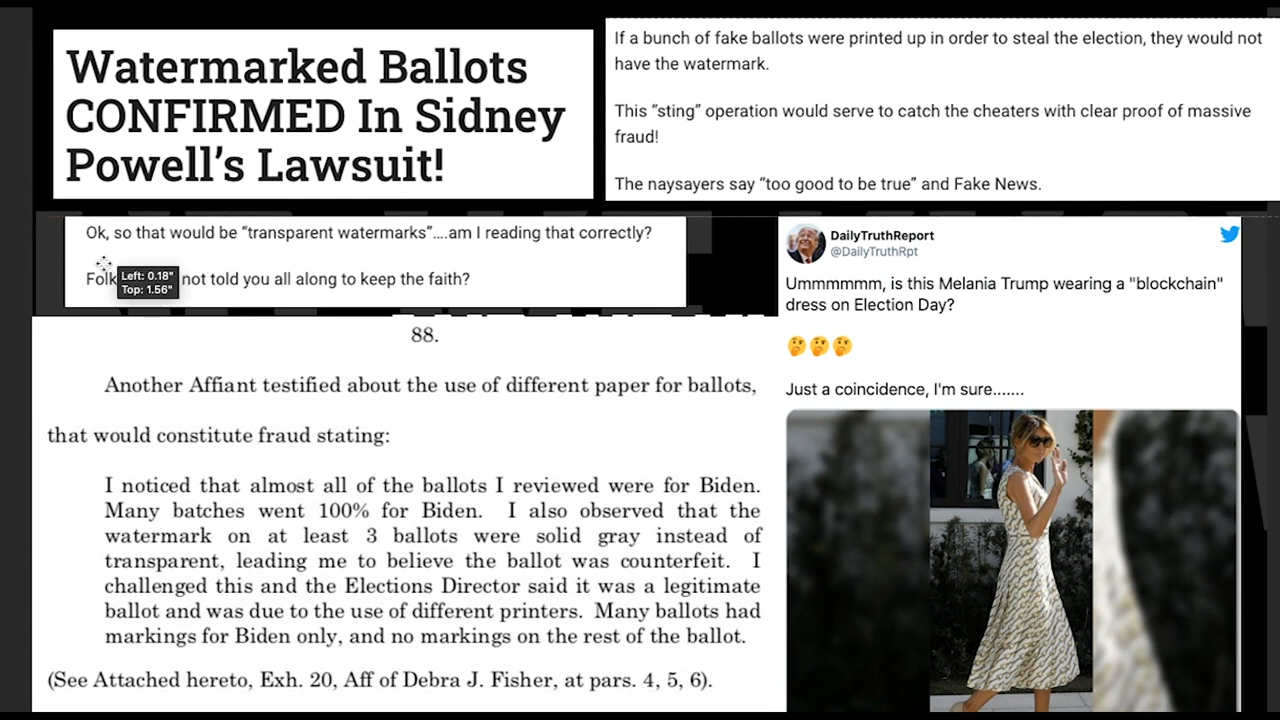 Watermarked Ballots
CONFIRMED In Sidney
Powell's Lawsuit!
If a bunch of fake ballots were printed up in order to steal the election, they would not
have the watermark.
This “sting” operation would serve to catch the cheaters with clear proof of massive
fraud!
The naysayers say “too good to be true” and Fake News.
Ok, so that would be “transparent watermarks”....am I reading that correctly?
Folk not told you all along to keep the faith?
Left: 0.18"
Top: 1.56"
88.
Another Affiant testified about the use of different paper for ballots,
that would constitute fraud stating:
I noticed that almost all of the ballots I reviewed were for Biden.
Many batches went 100% for Biden. I also observed that the
watermark on at least 3 ballots were solid gray instead of
transparent, leading me to believe the ballot was counterfeit. I
challenged this and the Elections Director said it was a legitimate
ballot and was due to the use of different printers. Many ballots had
markings for Biden only, and no markings on the rest of the ballot.
(See Attached hereto, Exh. 20, Aff of Debra J. Fisher, at pars. 4, 5, 6).
DailyTruthReport
@DailyTruthRpt
Ummmmmm, is this Melania Trump wearing a "blockchain"
dress on Election Day?
🤔🤔🤔
Just a coincidence, I'm sure.......